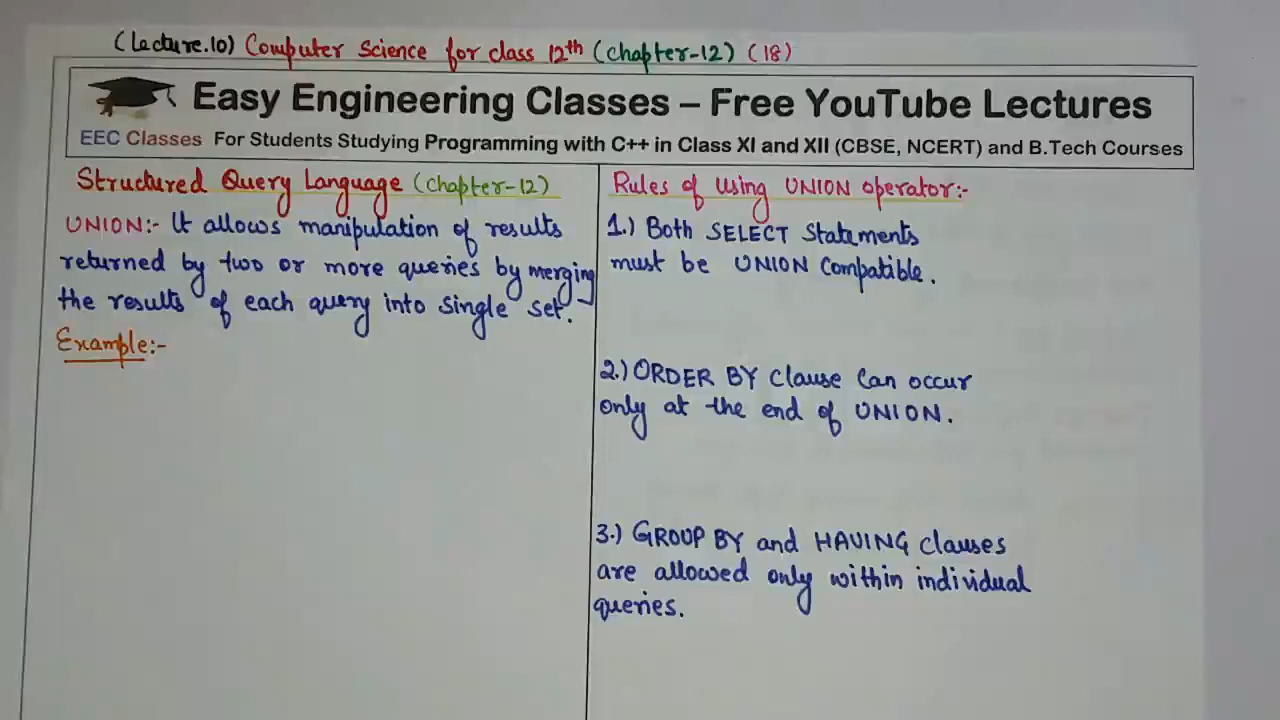 (Lecture.10) Computer Science for class 12th (chapter-12) (18)
Easy Engineering Classes – Free YouTube Lectures
EEC Classes For Students Studying Programming with C++ in Class XI and XII (CBSE, NCERT) and B.Tech Courses
Structured Query Language (chapter-12)
UNION:- It allows manipulation of results
returned by two or more queries by merging
the results of each query into single set.
Example:-
Rules of using UNION operator:-
1.) Both SELECT Statements
must be UNION Compatible.
2.) ORDER BY Clause Can occur
only at the end of UNION.
3.) GROUP BY and HAVING clauses
are allowed only within individual
queries.